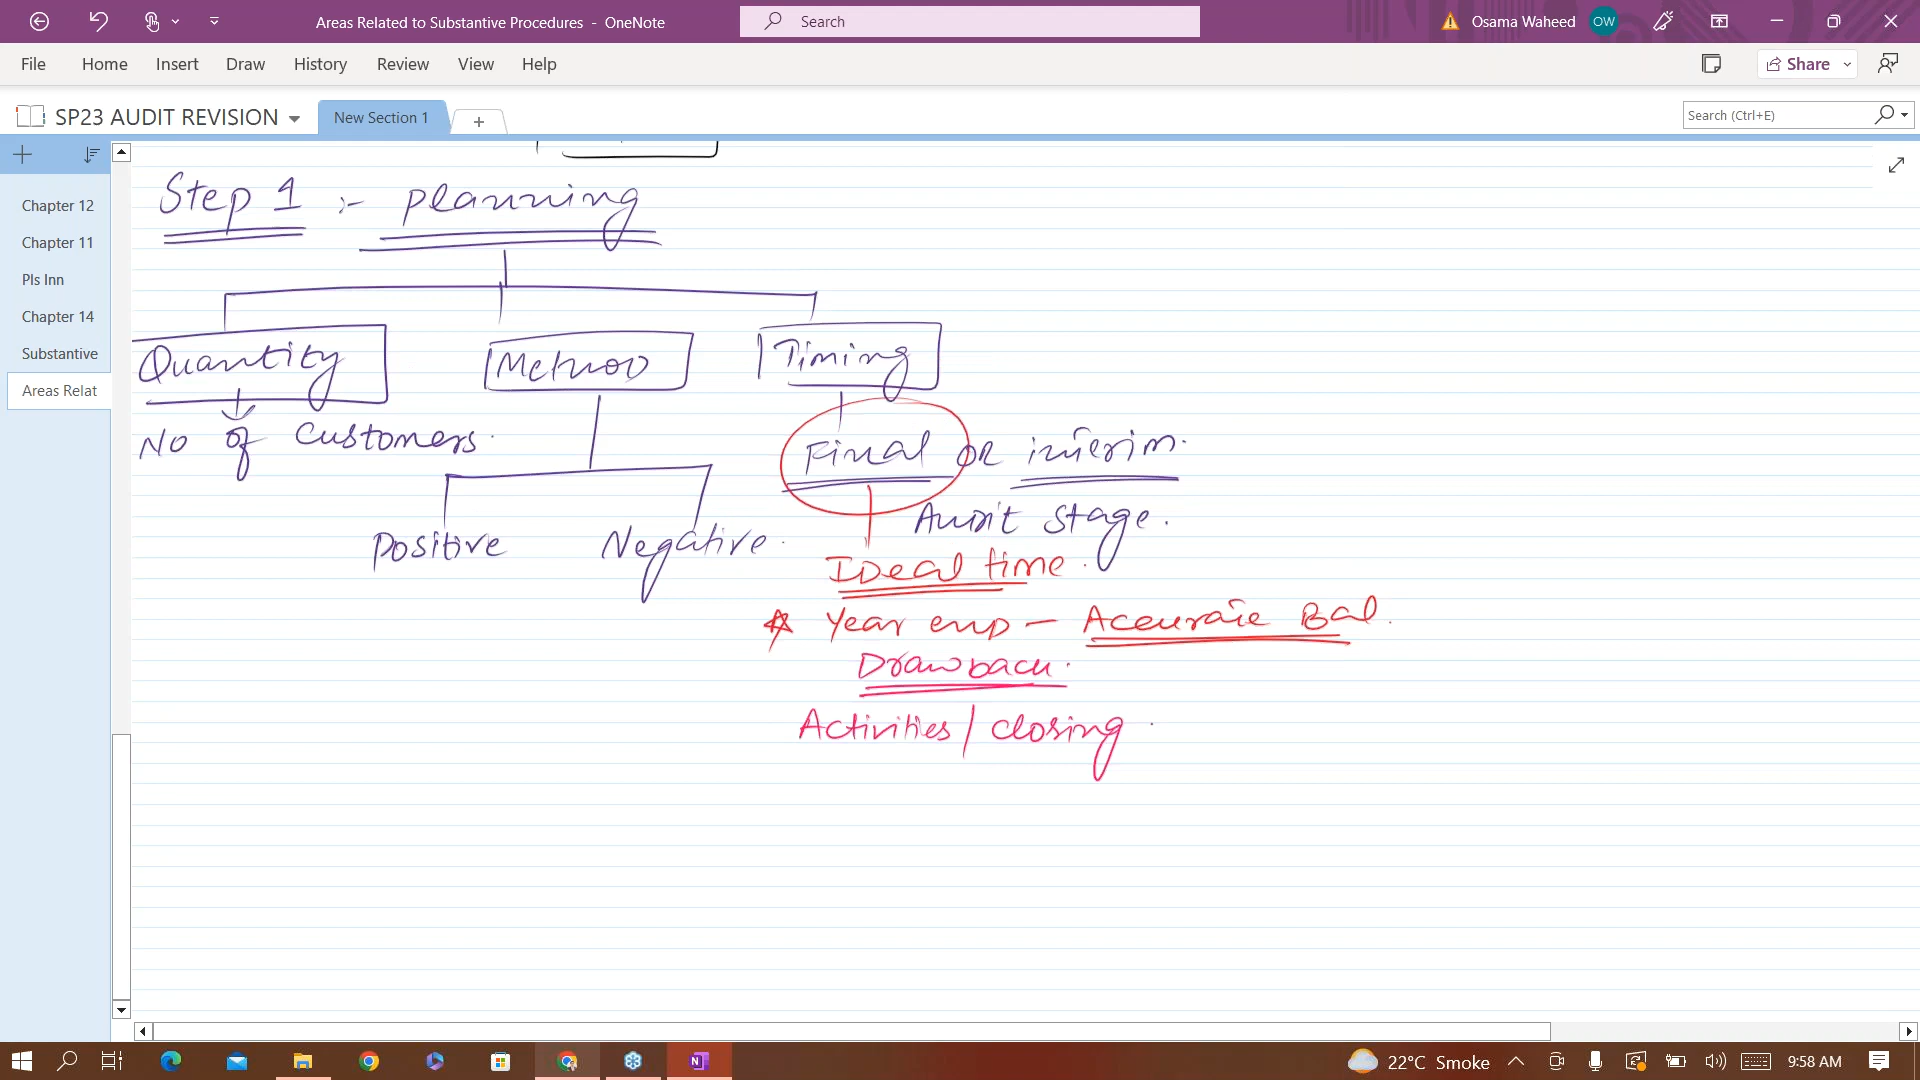 Areas Related to Substantive Procedures - OneNote
Search
Osama Waheed
OW
File Home Insert Draw History Review View Help
Share
SP23 AUDIT REVISION
New Section 1
Search (Ctrl+E)
Chapter 12
Chapter 11
Pls Inn
Chapter 14
Substantive
Areas Relat
Step 1 :- planning
Quantity Method Timing
No of customers.
Final OR interim.
Audit stage.
Positive Negative.
Ideal time.
Year end - Accurate Bal.
Drawback.
Activities / closing.
22°C Smoke
9:58 AM